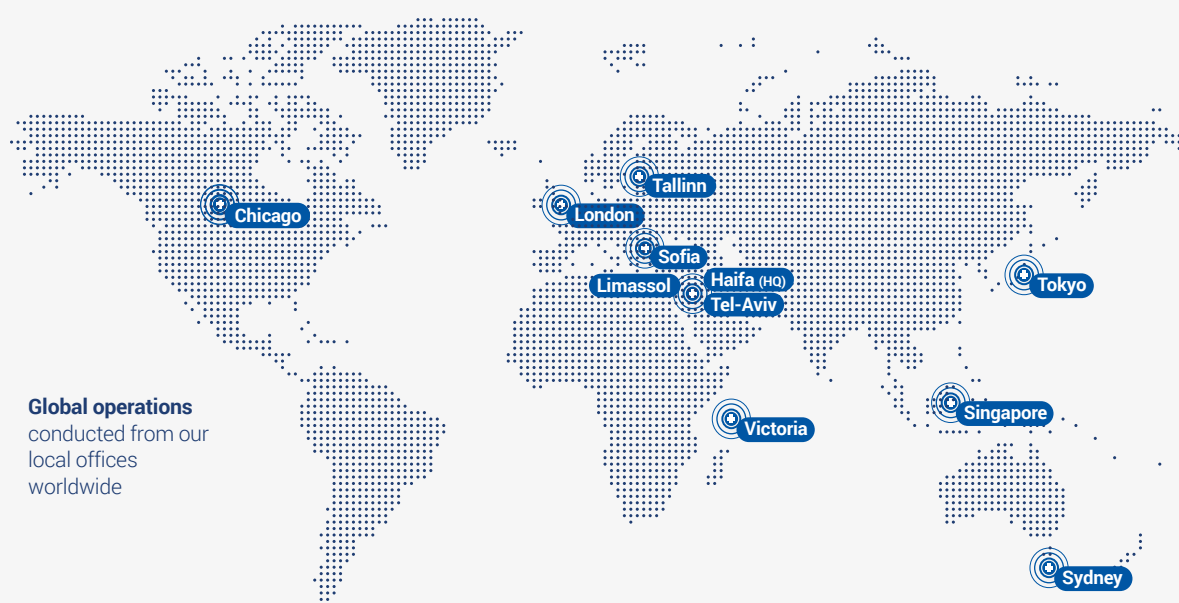 Tallinn
Chicago
London
Sofia
Limassol
Haifa (HQ)
Tel-Aviv
Tokyo
Global operations
conducted from our
local offices
worldwide
Singapore
Victoria
Sydney